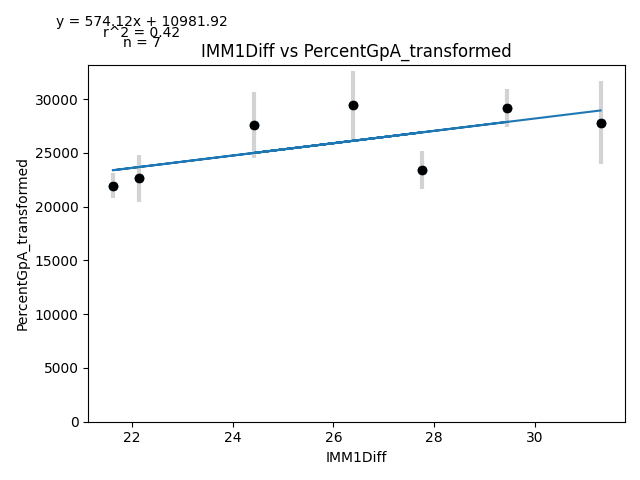 y = 574.12x + 10981.92
r^2 = 0.42
n = 7
IMM1Diff vs PercentGpA_transformed
PercentGpA_transformed
30000
25000
20000
15000
10000
5000
0
22 24 26 28 30
IMM1Diff